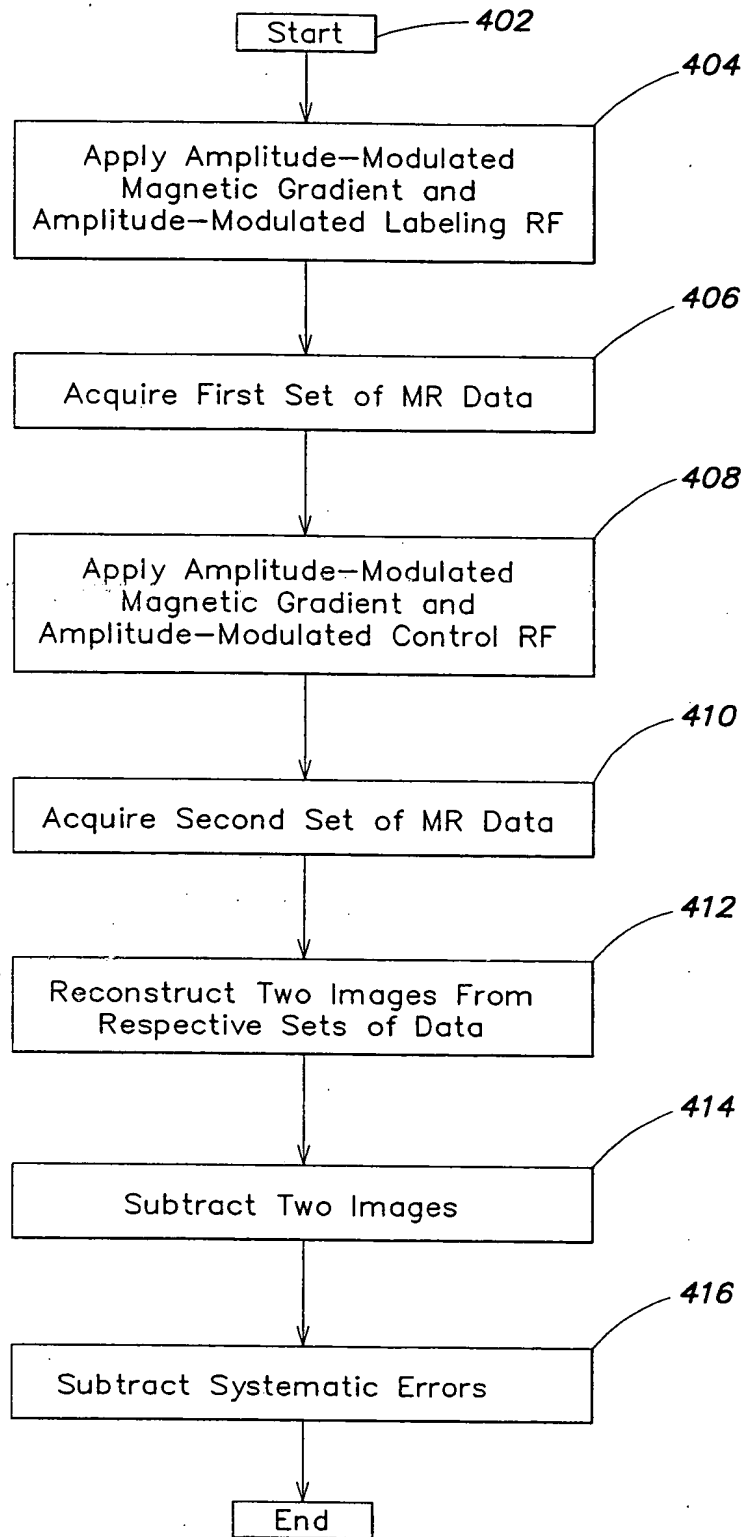 Start
402
404
Apply Amplitude-Modulated
Magnetic Gradient and
Amplitude-Modulated Labeling RF
406
Acquire First Set of MR Data
408
Apply Amplitude-Modulated
Magnetic Gradient and
Amplitude-Modulated Control RF
410
Acquire Second Set of MR Data
412
Reconstruct Two Images From
Respective Sets of Data
414
Subtract Two Images
416
Subtract Systematic Errors
End